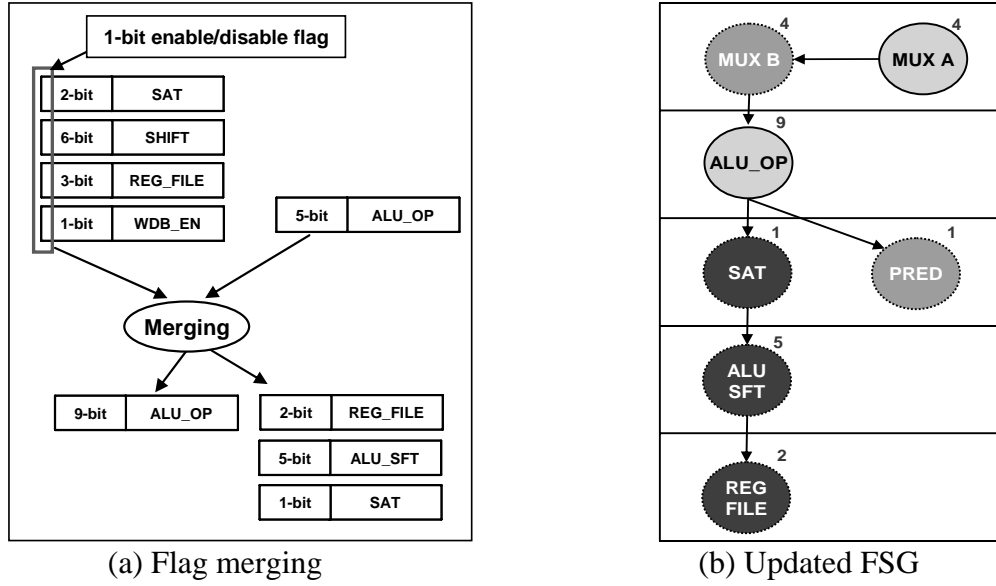 1-bit enable/disable flag
2-bit SAT
6-bit SHIFT
3-bit REG_FILE
1-bit WDB_EN
5-bit ALU_OP
Merging
9-bit ALU_OP
2-bit REG_FILE
5-bit ALU_SFT
1-bit SAT
(a) Flag merging
4
MUX B
4
MUX A
9
ALU_OP
1
SAT
1
PRED
5
ALU
SFT
2
REG
FILE
(b) Updated FSG